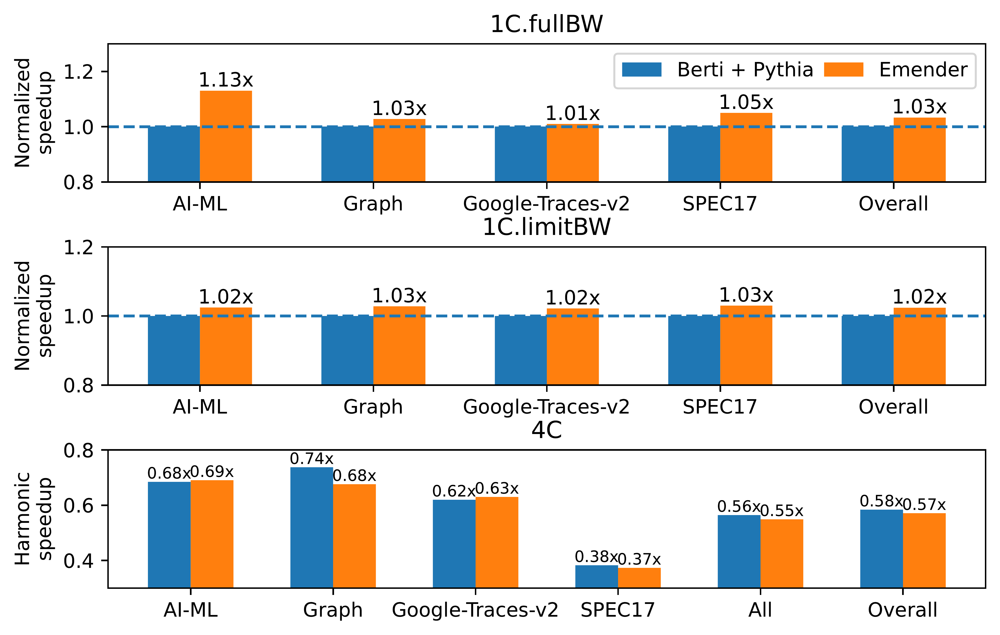 1C.fullBW
Normalized
speedup
1.2
1.0
0.8
Berti + Pythia
Emender
1.13x
1.03x
1.01x
1.05x
1.03x
AI-ML
Graph
Google-Traces-v2
SPEC17
Overall
1C.limitBW
Normalized
speedup
1.2
1.0
0.8
1.02x
1.03x
1.02x
1.03x
1.02x
AI-ML
Graph
Google-Traces-v2
SPEC17
Overall
4C
Harmonic
speedup
0.8
0.6
0.4
0.68x
0.69x
0.74x
0.68x
0.62x
0.63x
0.38x
0.37x
0.56x
0.55x
0.58x
0.57x
AI-ML
Graph
Google-Traces-v2
SPEC17
All
Overall